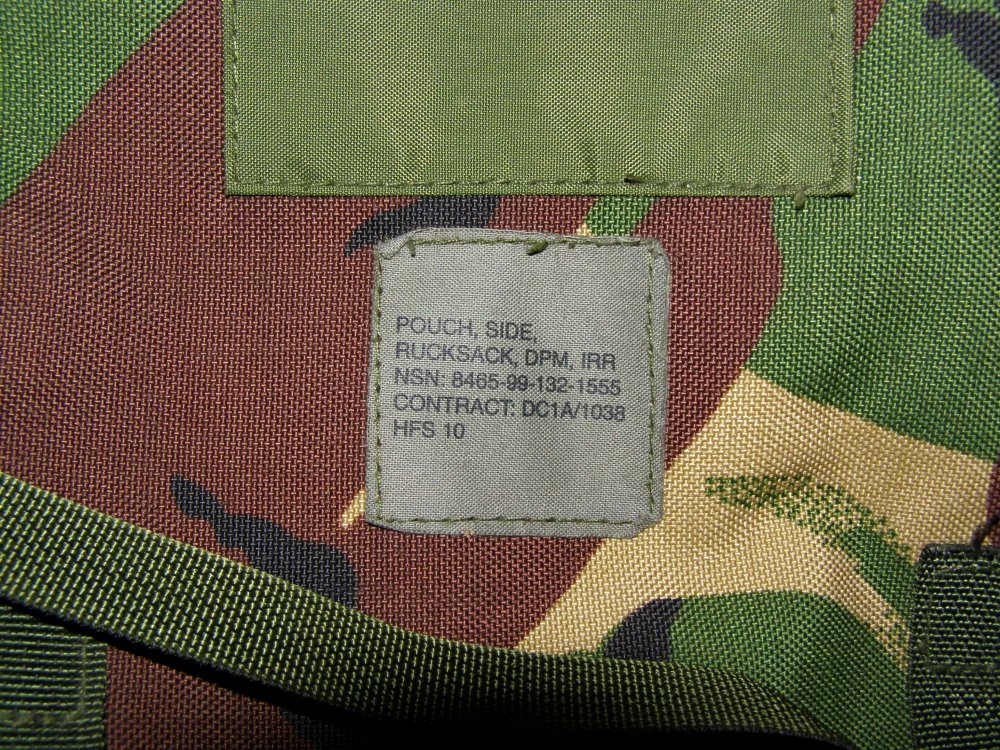 POUCH, SIDE,
RUCKSACK, DPM, IRR
NSN: 8465-99-132-1555
CONTRACT: DC1A/1038
HFS 10